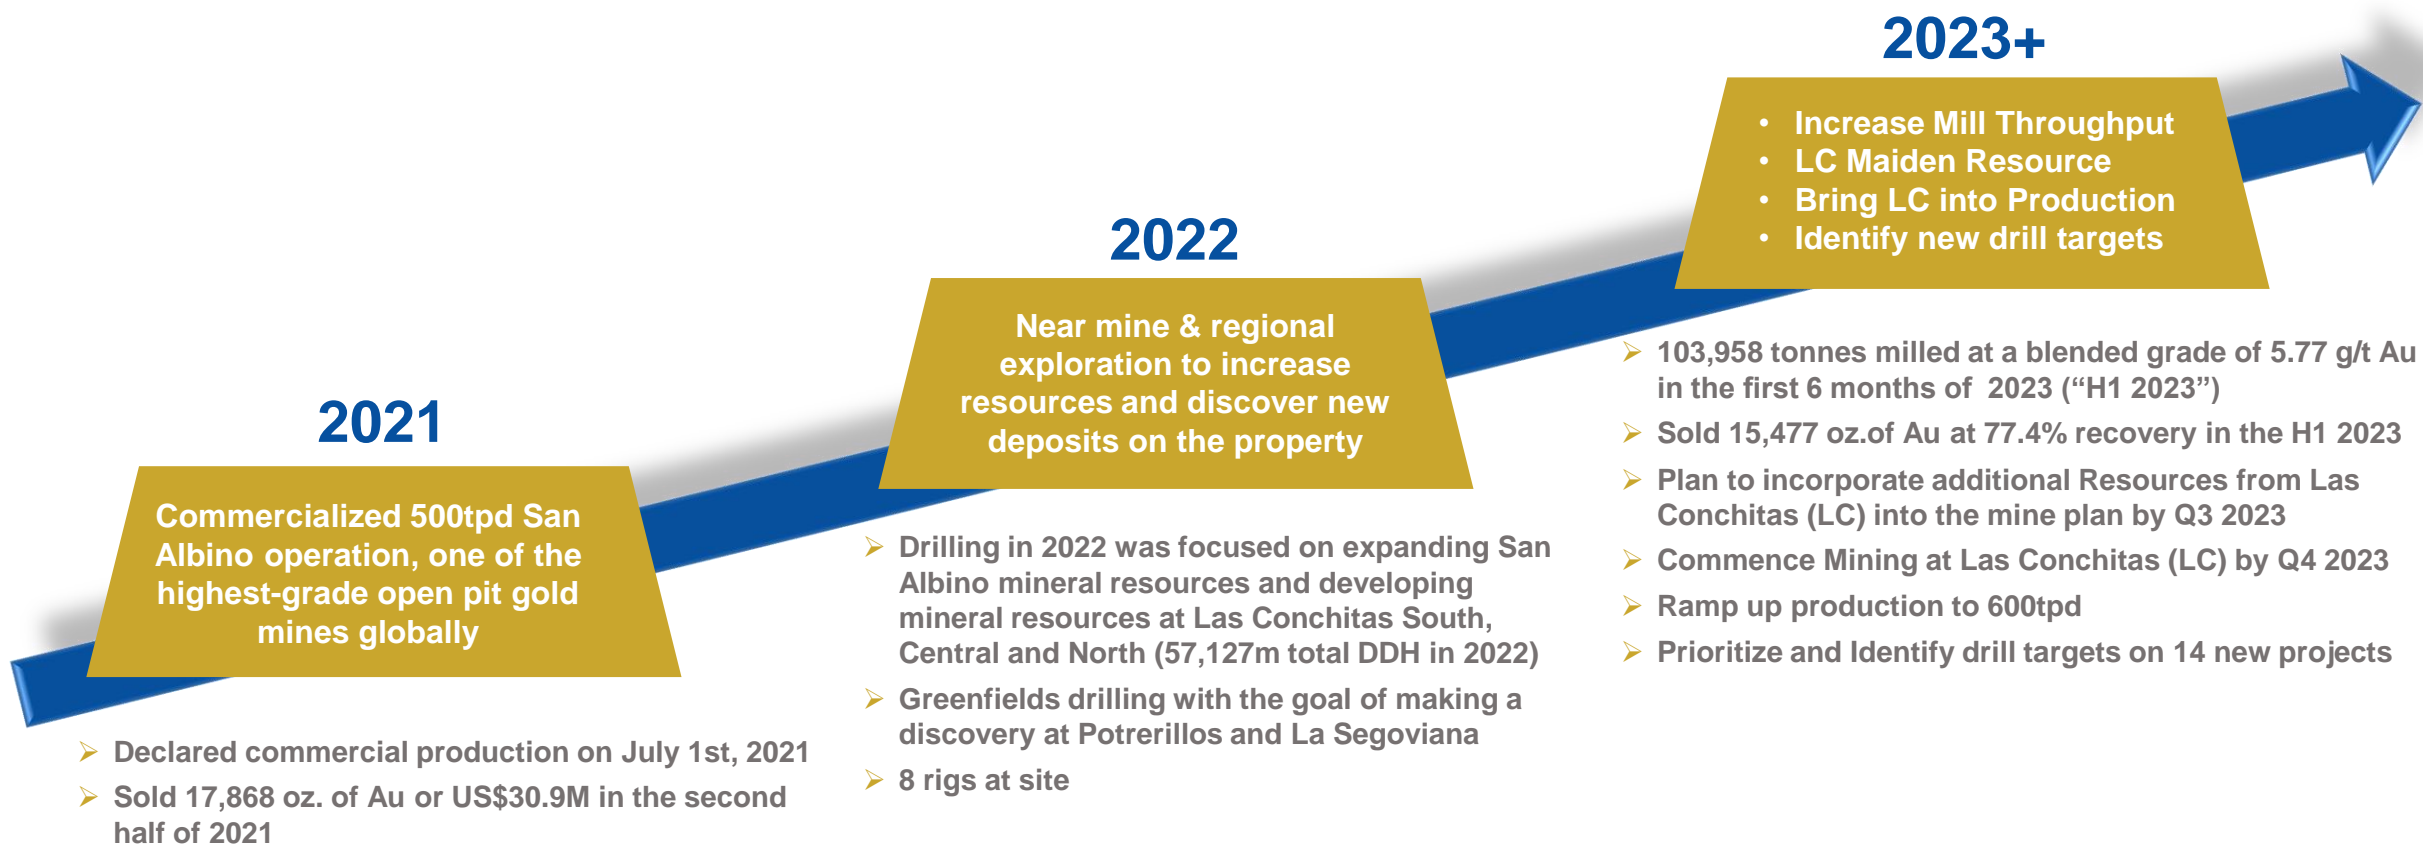 2021
Commercialized 500tpd San
Albino operation, one of the
highest-grade open pit gold
mines globally
➢ Declared commercial production on July 1st, 2021
➢ Sold 17,868 oz. of Au or US$30.9M in the second
half of 2021
2022
Near mine & regional
exploration to increase
resources and discover new
deposits on the property
➢ Drilling in 2022 was focused on expanding San
Albino mineral resources and developing
mineral resources at Las Conchitas South,
Central and North (57,127m total DDH in 2022)
➢ Greenfields drilling with the goal of making a
discovery at Potrerillos and La Segoviana
➢ 8 rigs at site
2023+
• Increase Mill Throughput
• LC Maiden Resource
• Bring LC into Production
• Identify new drill targets
➢ 103,958 tonnes milled at a blended grade of 5.77 g/t Au
in the first 6 months of 2023 (“H1 2023”)
➢ Sold 15,477 oz.of Au at 77.4% recovery in the H1 2023
➢ Plan to incorporate additional Resources from Las
Conchitas (LC) into the mine plan by Q3 2023
➢ Commence Mining at Las Conchitas (LC) by Q4 2023
➢ Ramp up production to 600tpd
➢ Prioritize and Identify drill targets on 14 new projects